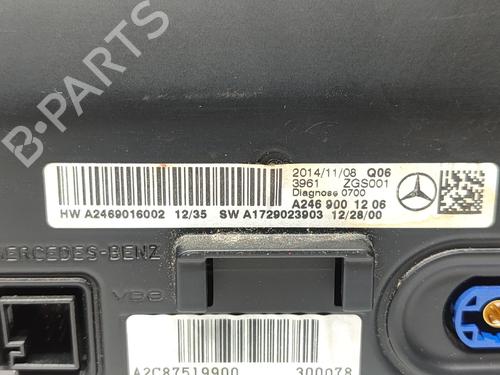 B-PARTS
2014/11/08 Q06
3961 ZGS001
Diagnose 0700
A246 900 12 06
HW A2469016002 12/35 SW A1729023903 12/28/00
MERCEDES-BENZ
VDO
A2C87519900 300078